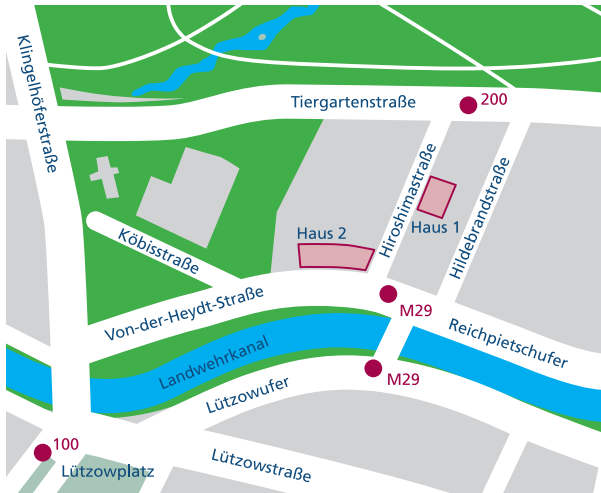 Klingelhöferstraße
Tiergartenstraße
200
Hiroshimastraße
Hildebrandstraße
Haus 1
Haus 2
Köbisstraße
Von-der-Heydt-Straße
M29
Reichpietschufer
Landwehrkanal
M29
Lützowufer
100
Lützowplatz
Lützowstraße